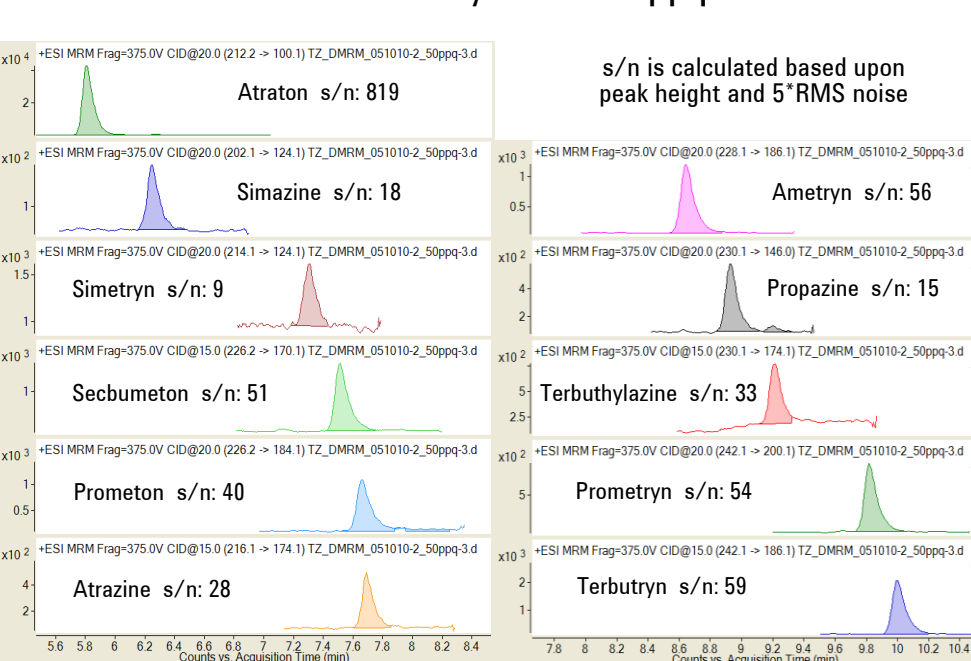 +ESI MRM Frag=375.0V CID@20.0 (212.2 -> 100.1) TZ_DMRM_051010-2_50ppq-3.d
x10 4
2
Atraton s/n: 819
s/n is calculated based upon
peak height and 5*RMS noise
+ESI MRM Frag=375.0V CID@20.0 (202.1 -> 124.1) TZ_DMRM_051010-2_50ppq-3.d
x10 2
1
Simazine s/n: 18
+ESI MRM Frag=375.0V CID@20.0 (214.1 -> 124.1) TZ_DMRM_051010-2_50ppq-3.d
x10 3
1.5
1
Simetryn s/n: 9
+ESI MRM Frag=375.0V CID@15.0 (226.2 -> 170.1) TZ_DMRM_051010-2_50ppq-3.d
x10 3
1
Secbumeton s/n: 51
+ESI MRM Frag=375.0V CID@20.0 (226.2 -> 184.1) TZ_DMRM_051010-2_50ppq-3.d
x10 3
1
0.5
Prometon s/n: 40
+ESI MRM Frag=375.0V CID@15.0 (216.1 -> 174.1) TZ_DMRM_051010-2_50ppq-3.d
x10 2
4
2
Atrazine s/n: 28
5.6 5.8 6 6.2 6.4 6.6 6.8 7 7.2 7.4 7.6 7.8 8 8.2 8.4
Counts vs. Acquisition Time (min)
+ESI MRM Frag=375.0V CID@20.0 (228.1 -> 186.1) TZ_DMRM_051010-2_50ppq-3.d
x10 3
1
0.5
Ametryn s/n: 56
+ESI MRM Frag=375.0V CID@20.0 (230.1 -> 146.0) TZ_DMRM_051010-2_50ppq-3.d
x10 2
4
2
Propazine s/n: 15
+ESI MRM Frag=375.0V CID@15.0 (230.1 -> 174.1) TZ_DMRM_051010-2_50ppq-3.d
x10 2
5
2.5
Terbuthylazine s/n: 33
+ESI MRM Frag=375.0V CID@20.0 (242.1 -> 200.1) TZ_DMRM_051010-2_50ppq-3.d
x10 2
5
Prometryn s/n: 54
+ESI MRM Frag=375.0V CID@15.0 (242.1 -> 186.1) TZ_DMRM_051010-2_50ppq-3.d
x10 3
2
1
Terbutryn s/n: 59
7.8 8 8.2 8.4 8.6 8.8 9 9.2 9.4 9.6 9.8 10 10.2 10.4
Counts vs. Acquisition Time (min)